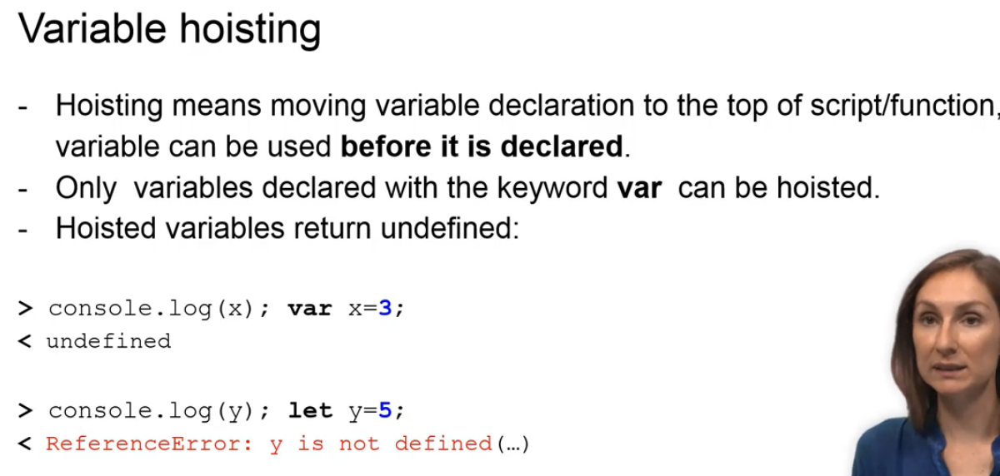 Variable hoisting
- Hoisting means moving variable declaration to the top of script/function,
variable can be used before it is declared.
- Only  variables declared with the keyword var  can be hoisted.
- Hoisted variables return undefined:
> console.log(x); var x=3;
< undefined
> console.log(y); let y=5;
< ReferenceError: y is not defined(…)